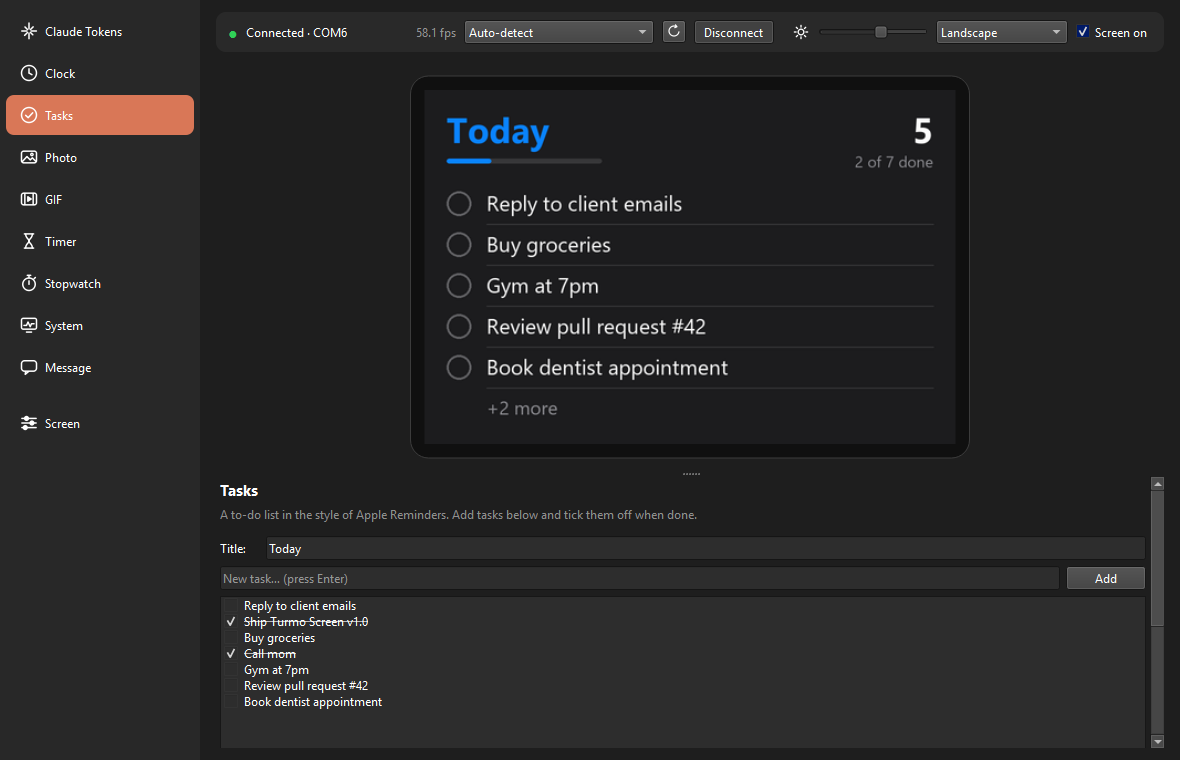 Claude Tokens
Clock
Tasks
Photo
GIF
Timer
Stopwatch
System
Message
Screen
Connected · COM6
58.1 fps
Auto-detect
Disconnect
Landscape
Screen on
Today
5
2 of 7 done
Reply to client emails
Buy groceries
Gym at 7pm
Review pull request #42
Book dentist appointment
+2 more
Tasks
A to-do list in the style of Apple Reminders. Add tasks below and tick them off when done.
Title: Today
New task... (press Enter)
Add
Reply to client emails
Ship Turmo Screen v1.0
Buy groceries
Call mom
Gym at 7pm
Review pull request #42
Book dentist appointment